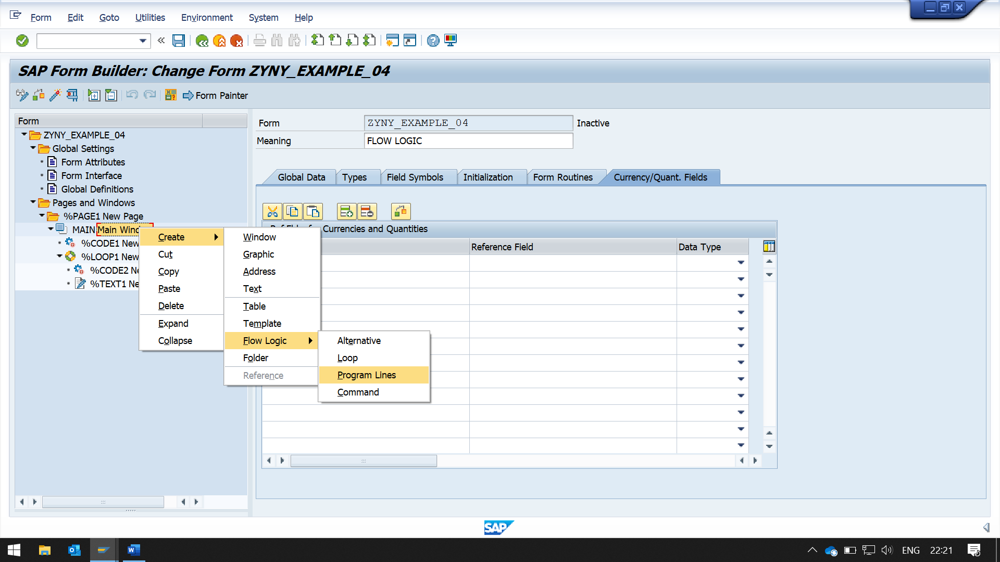 Form Edit Goto Utilities Environment System Help
SAP Form Builder: Change Form ZYNY_EXAMPLE_04
Form Painter
Form
ZYNY_EXAMPLE_04
Global Settings
Form Attributes
Form Interface
Global Definitions
Pages and Windows
%PAGE1 New Page
MAIN Main Wind
%CODE1 New
%LOOP1 New
%CODE2 Ne
%TEXT1 Ne
Create
Cut
Copy
Paste
Delete
Expand
Collapse
Window
Graphic
Address
Text
Table
Template
Flow Logic
Folder
Reference
Alternative
Loop
Program Lines
Command
Form ZYNY_EXAMPLE_04 Inactive
Meaning FLOW LOGIC
Global Data Types Field Symbols Initialization Form Routines Currency/Quant. Fields
Currencies and Quantities
Reference Field Data Type
SAP
ENG 22:21